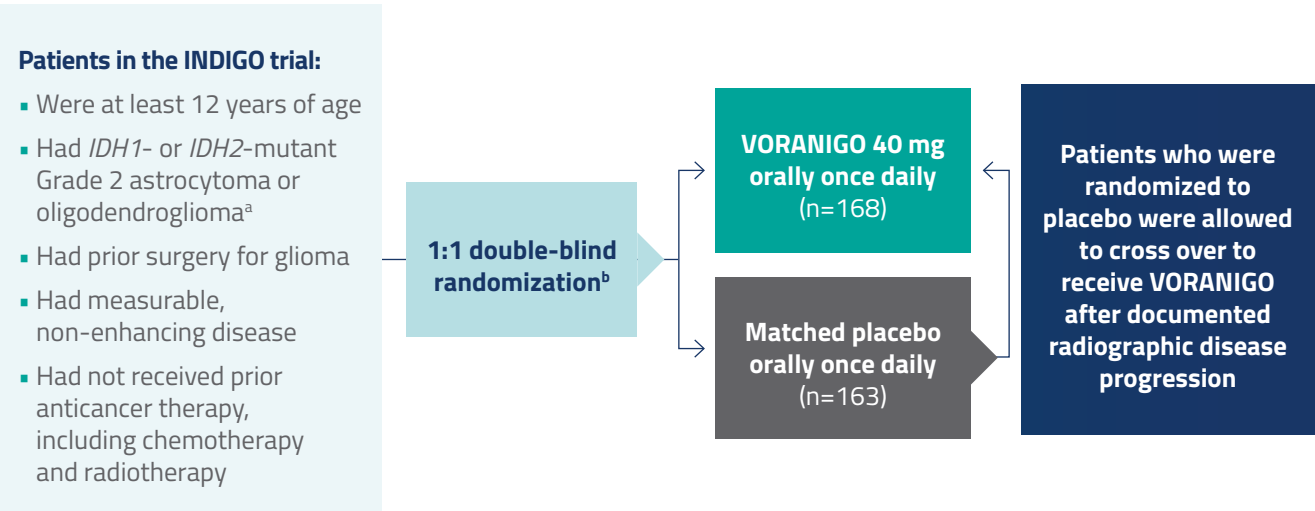 Patients in the INDIGO trial:
▪ Were at least 12 years of age
▪ Had IDH1- or IDH2-mutant
Grade 2 astrocytoma or
oligodendrogliomaᵃ
▪ Had prior surgery for glioma
▪ Had measurable,
non-enhancing disease
▪ Had not received prior
anticancer therapy,
including chemotherapy
and radiotherapy
1:1 double-blind
randomizationᵇ
VORANIGO 40 mg
orally once daily
(n=168)
Matched placebo
orally once daily
(n=163)
Patients who were
randomized to
placebo were allowed
to cross over to
receive VORANIGO
after documented
radiographic disease
progression